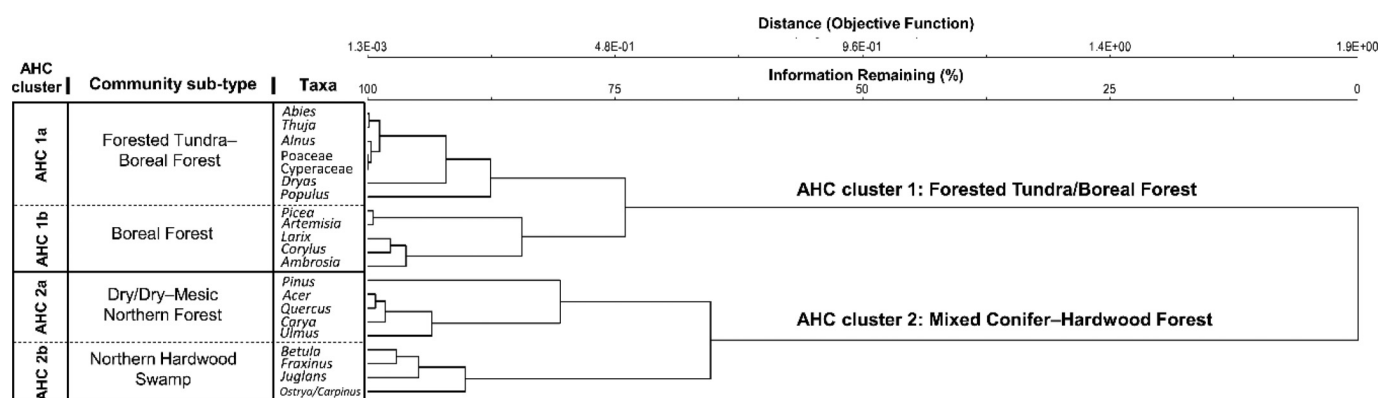 Distance (Objective Function)
1.3E-03 4.8E-01 9.6E-01 1.4E+00 1.9E+00
Information Remaining (%)
100 75 50 25 0
AHC cluster Community sub-type Taxa
AHC 1a
Forested Tundra–
Boreal Forest
Abies
Thuja
Alnus
Poaceae
Cyperaceae
Dryas
Populus
AHC 1b
Boreal Forest
Picea
Artemisia
Larix
Corylus
Ambrosia
AHC cluster 1: Forested Tundra/Boreal Forest
AHC 2a
Dry/Dry–Mesic
Northern Forest
Pinus
Acer
Quercus
Carya
Ulmus
AHC 2b
Northern Hardwood
Swamp
Betula
Fraxinus
Juglans
Ostrya/Carpinus
AHC cluster 2: Mixed Conifer–Hardwood Forest